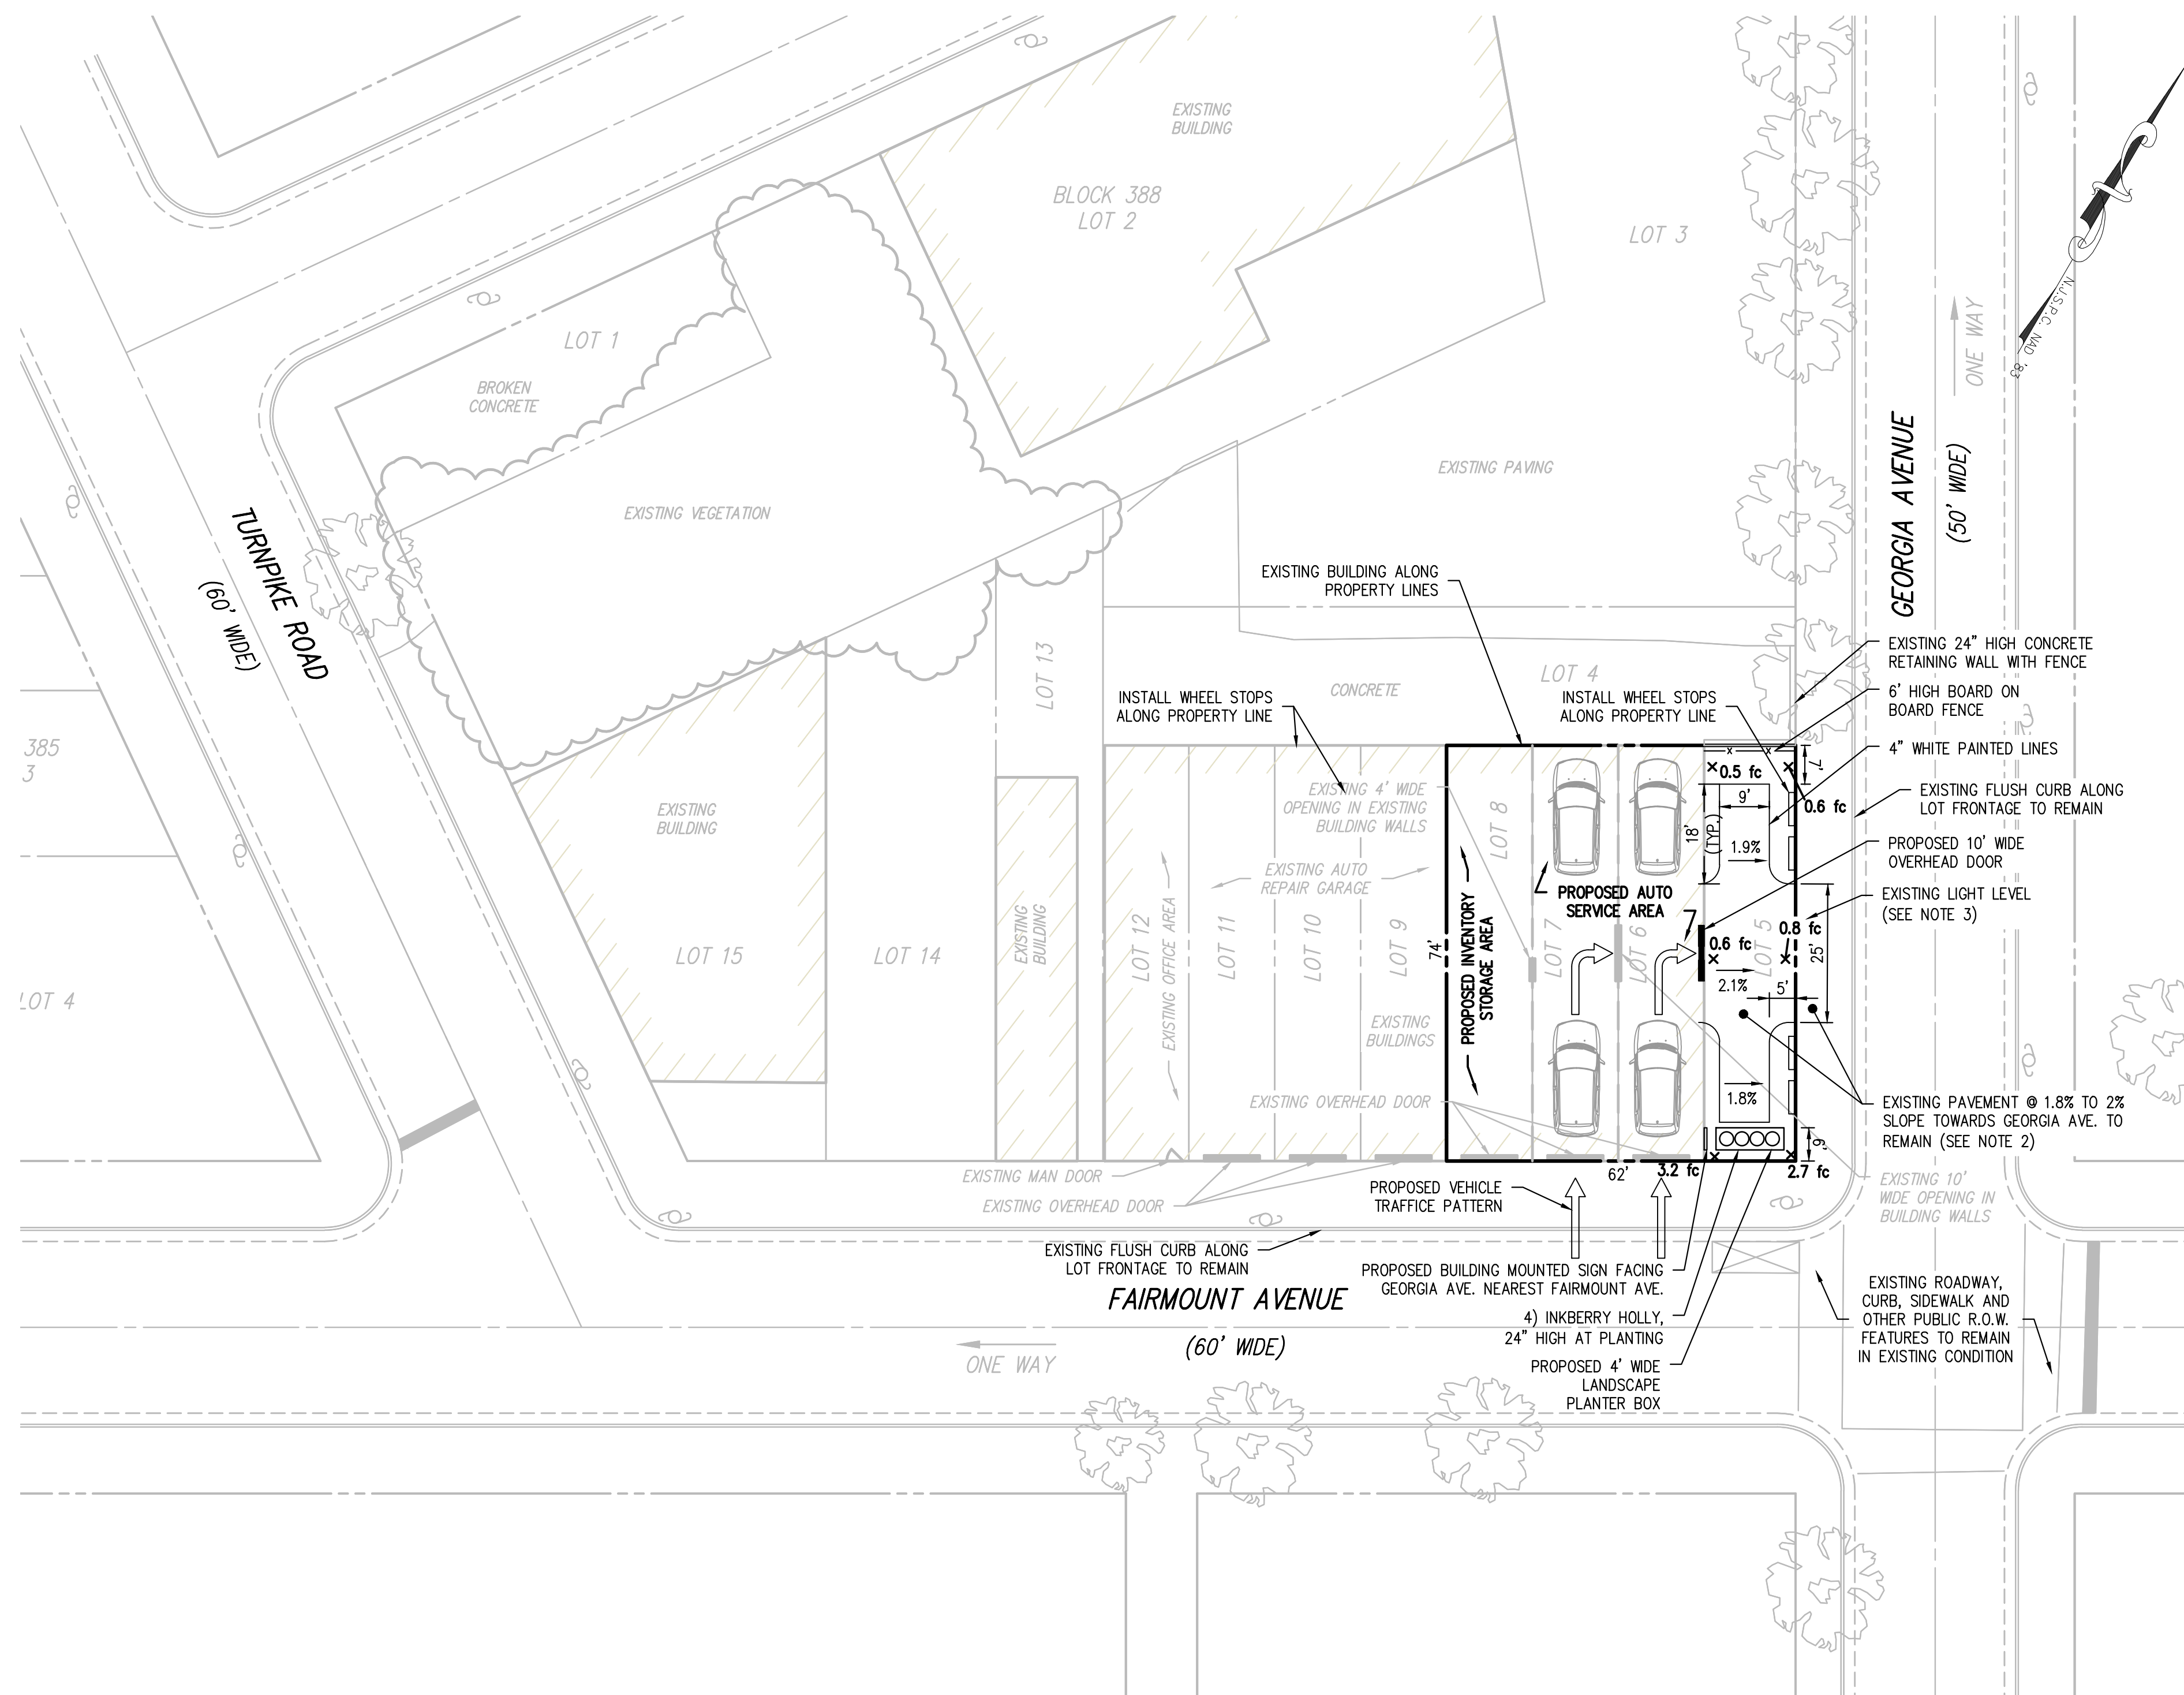 EXISTING
BUILDING
BLOCK 388
LOT 2
LOT 3
N.J.S.P.C. NAD '83
ONE WAY
GEORGIA AVENUE
(50' WIDE)
LOT 1
BROKEN
CONCRETE
EXISTING VEGETATION
EXISTING PAVING
TURNPIKE ROAD
(60' WIDE)
EXISTING BUILDING ALONG
PROPERTY LINES
LOT 13
LOT 4
CONCRETE
INSTALL WHEEL STOPS
ALONG PROPERTY LINE
INSTALL WHEEL STOPS
ALONG PROPERTY LINE
EXISTING 24" HIGH CONCRETE
RETAINING WALL WITH FENCE
6' HIGH BOARD ON
BOARD FENCE
4" WHITE PAINTED LINES
EXISTING FLUSH CURB ALONG
LOT FRONTAGE TO REMAIN
PROPOSED 10' WIDE
OVERHEAD DOOR
EXISTING LIGHT LEVEL
(SEE NOTE 3)
385
3
LOT 4
EXISTING
BUILDING
LOT 15
LOT 14
EXISTING
BUILDING
LOT 12
EXISTING OFFICE AREA
LOT 11
LOT 10
LOT 9
EXISTING AUTO
REPAIR GARAGE
EXISTING 4' WIDE
OPENING IN EXISTING
BUILDING WALLS
EXISTING
BUILDINGS
74'
PROPOSED INVENTORY
STORAGE AREA
LOT 8
LOT 7
LOT 6
LOT 5
PROPOSED AUTO
SERVICE AREA
x
x
0.5 fc
0.6 fc
7'
9'
18'
(TYP.)
1.9%
0.8 fc
0.6 fc
25'
2.1%
5'
1.8%
6'
3.2 fc
2.7 fc
62'
EXISTING OVERHEAD DOOR
EXISTING MAN DOOR
EXISTING OVERHEAD DOOR
PROPOSED VEHICLE
TRAFFICE PATTERN
EXISTING PAVEMENT @ 1.8% TO 2%
SLOPE TOWARDS GEORGIA AVE. TO
REMAIN (SEE NOTE 2)
EXISTING 10'
WIDE OPENING IN
BUILDING WALLS
EXISTING FLUSH CURB ALONG
LOT FRONTAGE TO REMAIN
PROPOSED BUILDING MOUNTED SIGN FACING
GEORGIA AVE. NEAREST FAIRMOUNT AVE.
4) INKBERRY HOLLY,
24" HIGH AT PLANTING
PROPOSED 4' WIDE
LANDSCAPE
PLANTER BOX
EXISTING ROADWAY,
CURB, SIDEWALK AND
OTHER PUBLIC R.O.W.
FEATURES TO REMAIN
IN EXISTING CONDITION
FAIRMOUNT AVENUE
(60' WIDE)
ONE WAY